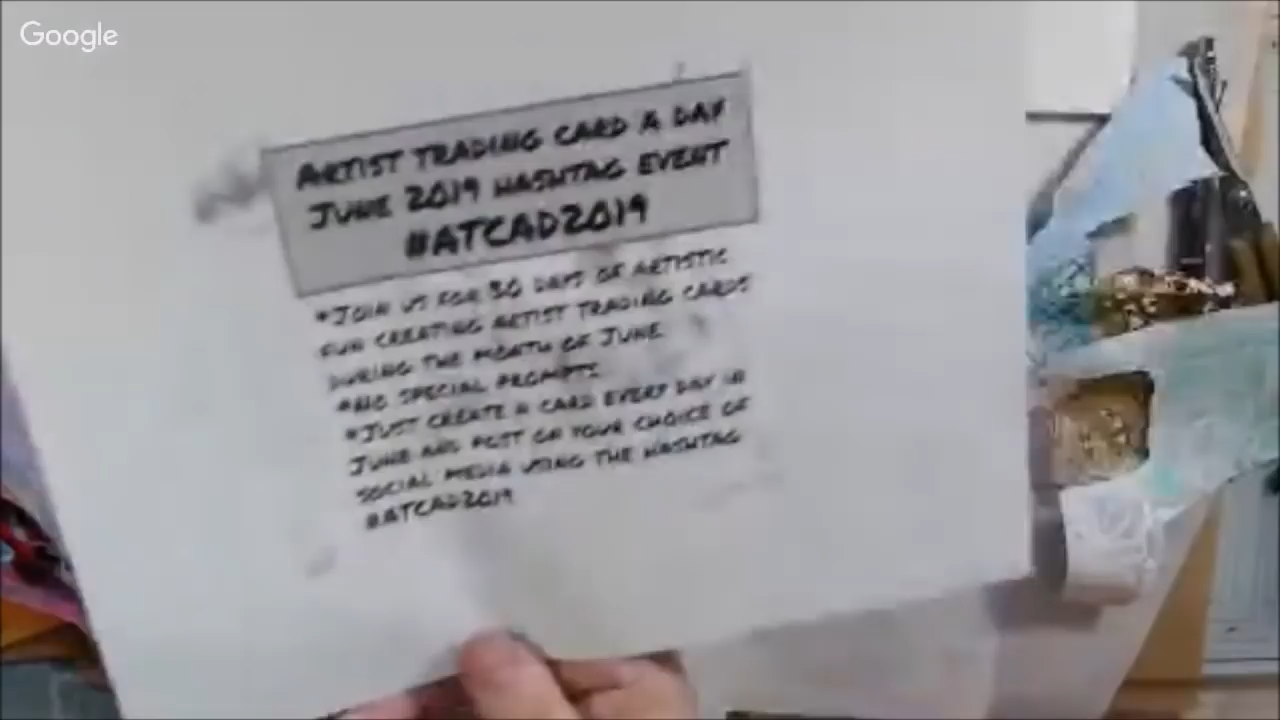 Google
ARTIST TRADING CARD A DAY
JUNE 2019 HASHTAG EVENT
#ATCAD2019
*JOIN US FOR 30 DAYS OF ARTISTIC
FUN CREATING ARTIST TRADING CARDS
DURING THE MONTH OF JUNE
*NO SPECIAL PROMPTS
*JUST CREATE A CARD EVERY DAY IN
JUNE AND POST ON YOUR CHOICE OF
SOCIAL MEDIA USING THE HASHTAG
#ATCAD2019